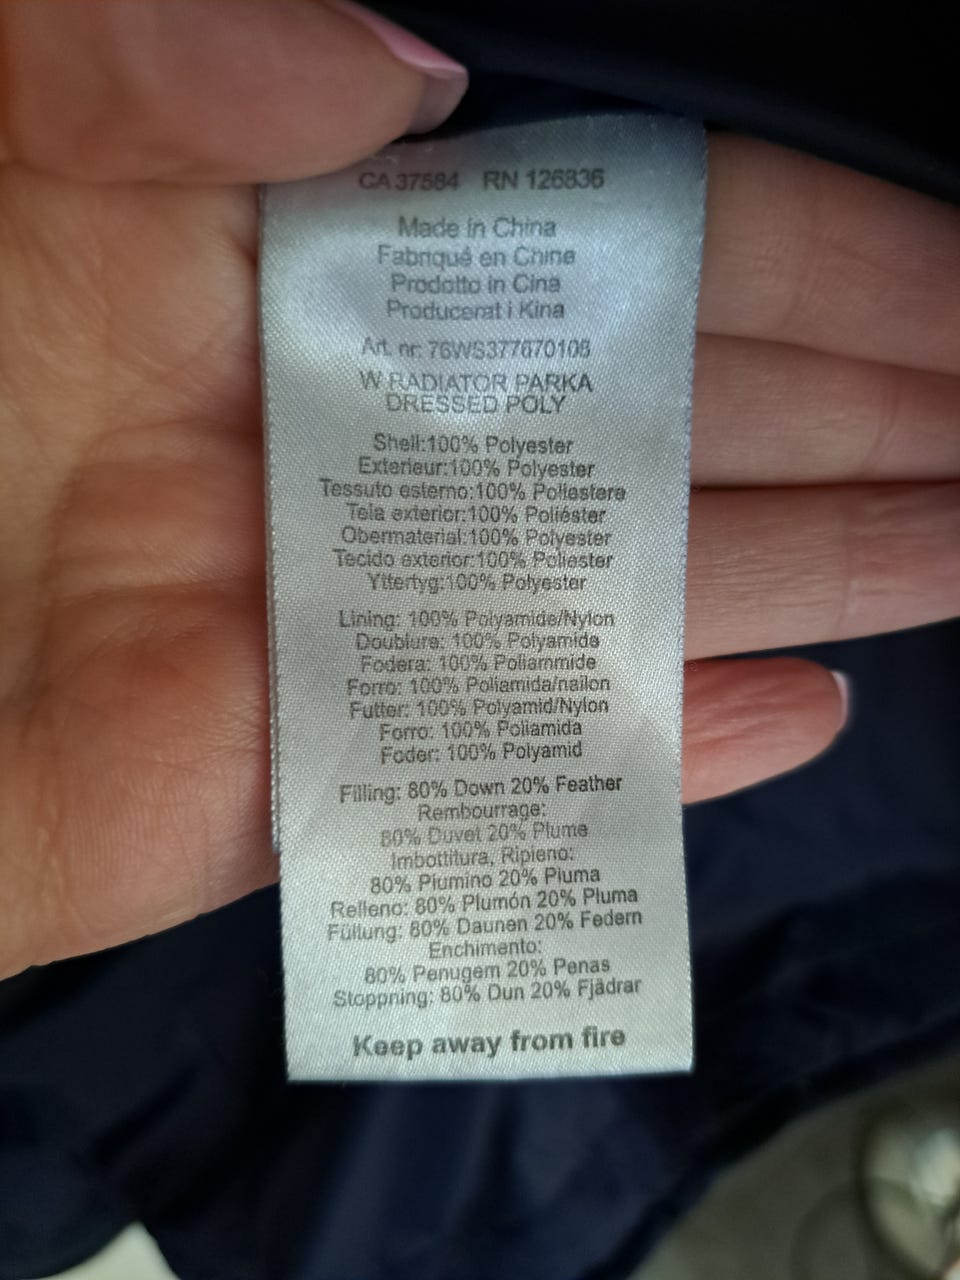 CA 37584 RN 126836
Made in China
Fabriqué en Chine
Prodotto in Cina
Producerat i Kina
Art. nr: 76WS377670108
W RADIATOR PARKA
DRESSED POLY
Shell:100% Polyester
Exterieur:100% Polyester
Tessuto esterno:100% Poliestere
Tela exterior:100% Poliéster
Obermaterial:100% Polyester
Tecido exterior:100% Poliester
Yttertyg:100% Polyester
Lining: 100% Polyamide/Nylon
Doublure: 100% Polyamide
Fodera: 100% Poliammide
Forro: 100% Poliamida/nailon
Futter: 100% Polyamid/Nylon
Forro: 100% Poliamida
Foder: 100% Polyamid
Filling: 80% Down 20% Feather
Rembourrage:
80% Duvet 20% Plume
Imbottitura, Ripieno:
80% Piumino 20% Piuma
Relleno: 80% Plumón 20% Pluma
Füllung: 80% Daunen 20% Federn
Enchimento:
80% Penugem 20% Penas
Stoppning: 80% Dun 20% Fjädrar
Keep away from fire